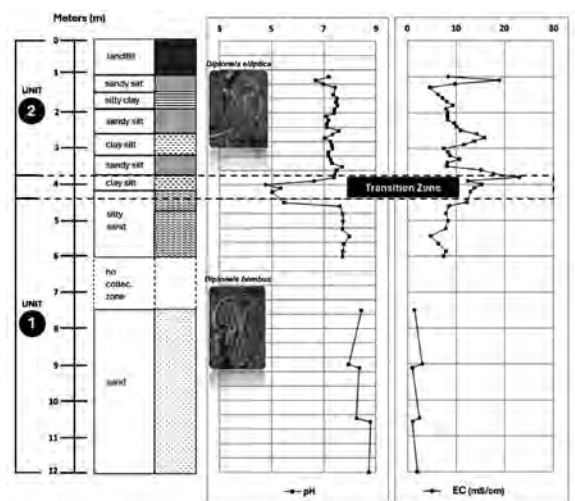 Meters (m)
3 5 7 9
0 10 20 30
0
1
2
3
4
5
6
7
8
9
10
11
12
UNIT
2
UNIT
1
landfill
sandy silt
silty clay
sandy silt
clay silt
sandy silt
clay silt
silty
sand
no
collec.
zone
sand
Diploneis elliptica
Transition Zone
Diploneis bombus
pH
EC (mS/cm)